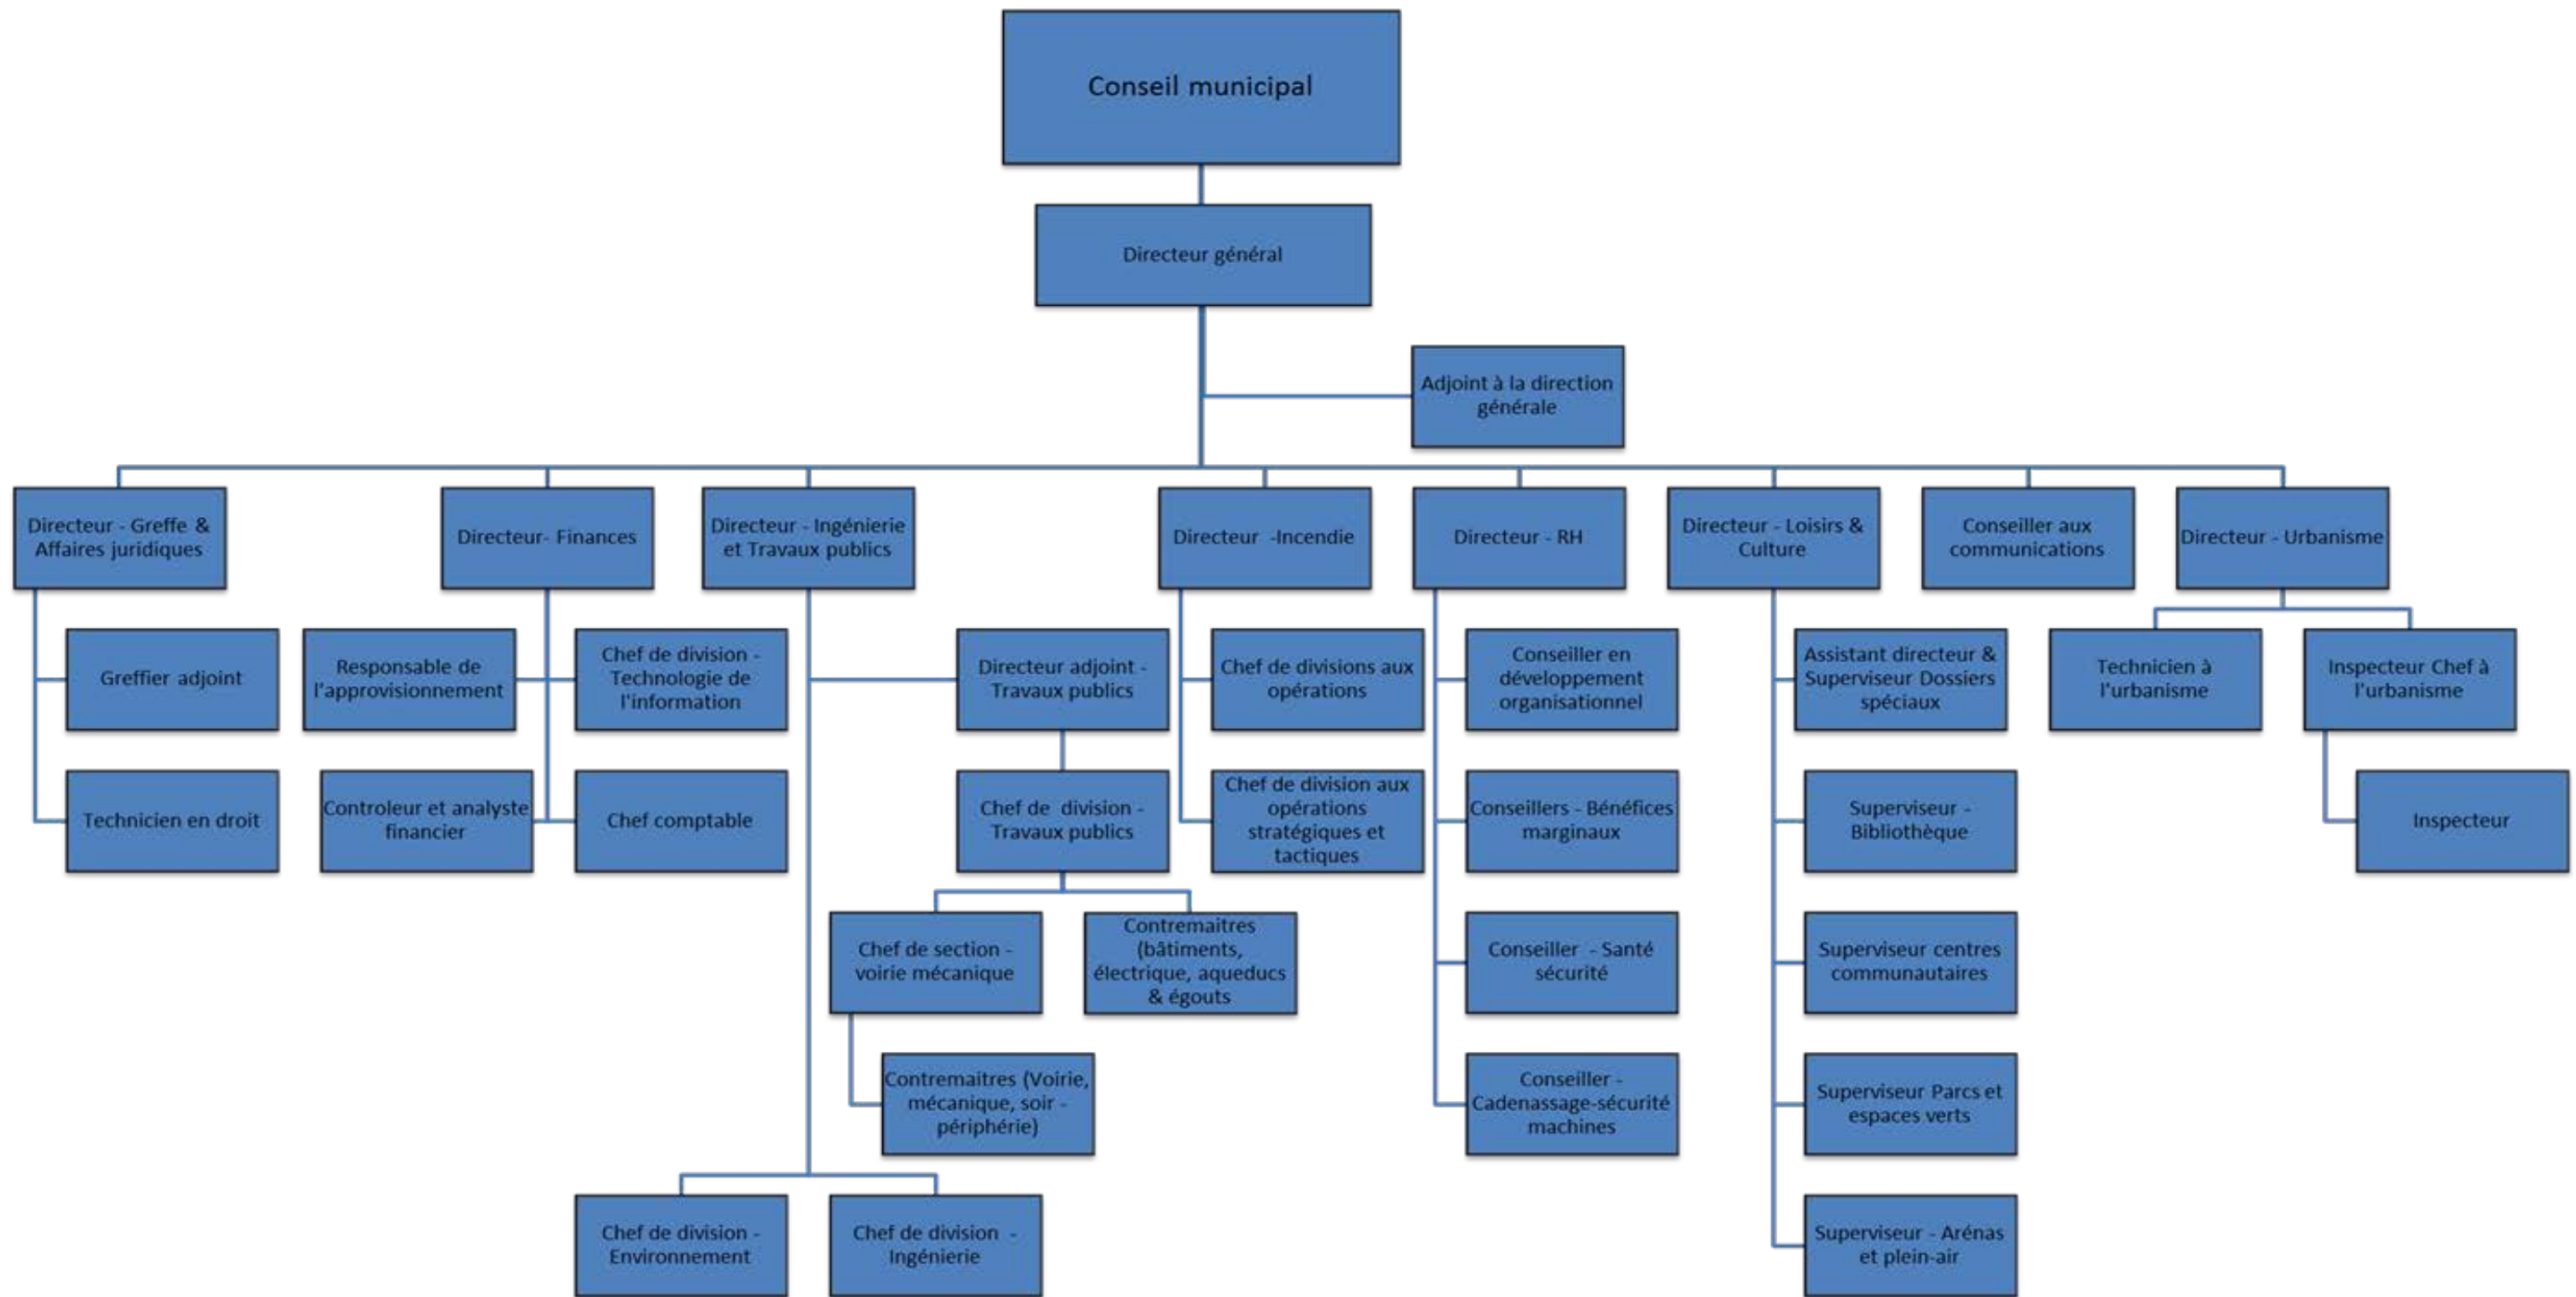 Conseil municipal
Directeur général
Adjoint à la direction
générale
Directeur - Greffe &
Affaires juridiques
Directeur- Finances
Directeur - Ingénierie
et Travaux publics
Directeur -Incendie
Directeur - RH
Directeur - Loisirs &
Culture
Conseiller aux
communications
Directeur - Urbanisme
Greffier adjoint
Responsable de
l'approvisionnement
Chef de division -
Technologie de
l'information
Directeur adjoint -
Travaux publics
Chef de divisions aux
opérations
Conseiller en
développement
organisationnel
Assistant directeur &
Superviseur Dossiers
spéciaux
Technicien à
l'urbanisme
Inspecteur Chef à
l'urbanisme
Technicien en droit
Controleur et analyste
financier
Chef comptable
Chef de division -
Travaux publics
Chef de division aux
opérations
stratégiques et
tactiques
Conseillers - Bénéfices
marginaux
Superviseur -
Bibliothèque
Inspecteur
Chef de section -
voirie mécanique
Contremaitres
(bâtiments,
électrique, aqueducs
& égouts
Conseiller - Santé
sécurité
Superviseur centres
communautaires
Contremaitres (Voirie,
mécanique, soir -
périphérie)
Conseiller -
Cadenassage-sécurité
machines
Superviseur Parcs et
espaces verts
Chef de division -
Environnement
Chef de division -
Ingénierie
Superviseur - Arénas
et plein-air